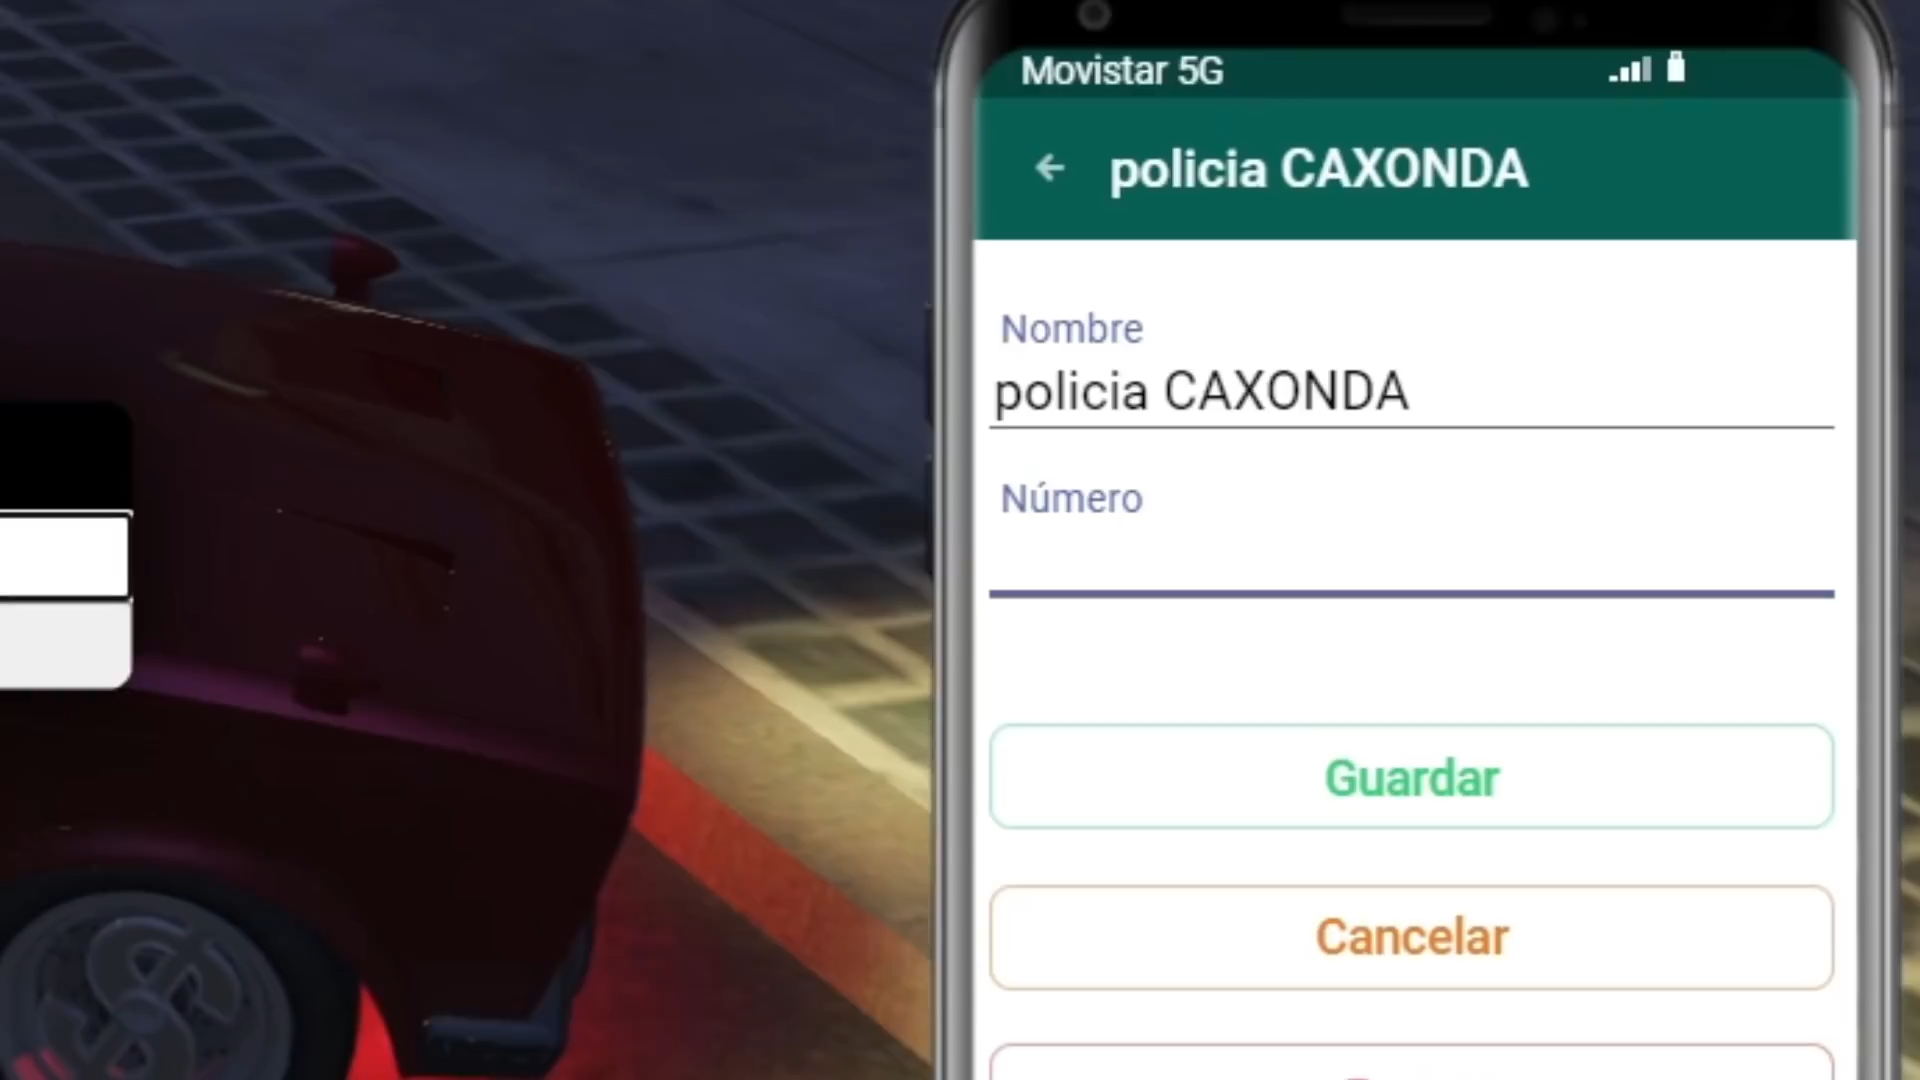 Movistar 5G
policia CAXONDA
Nombre
policia CAXONDA
Número
Guardar
Cancelar